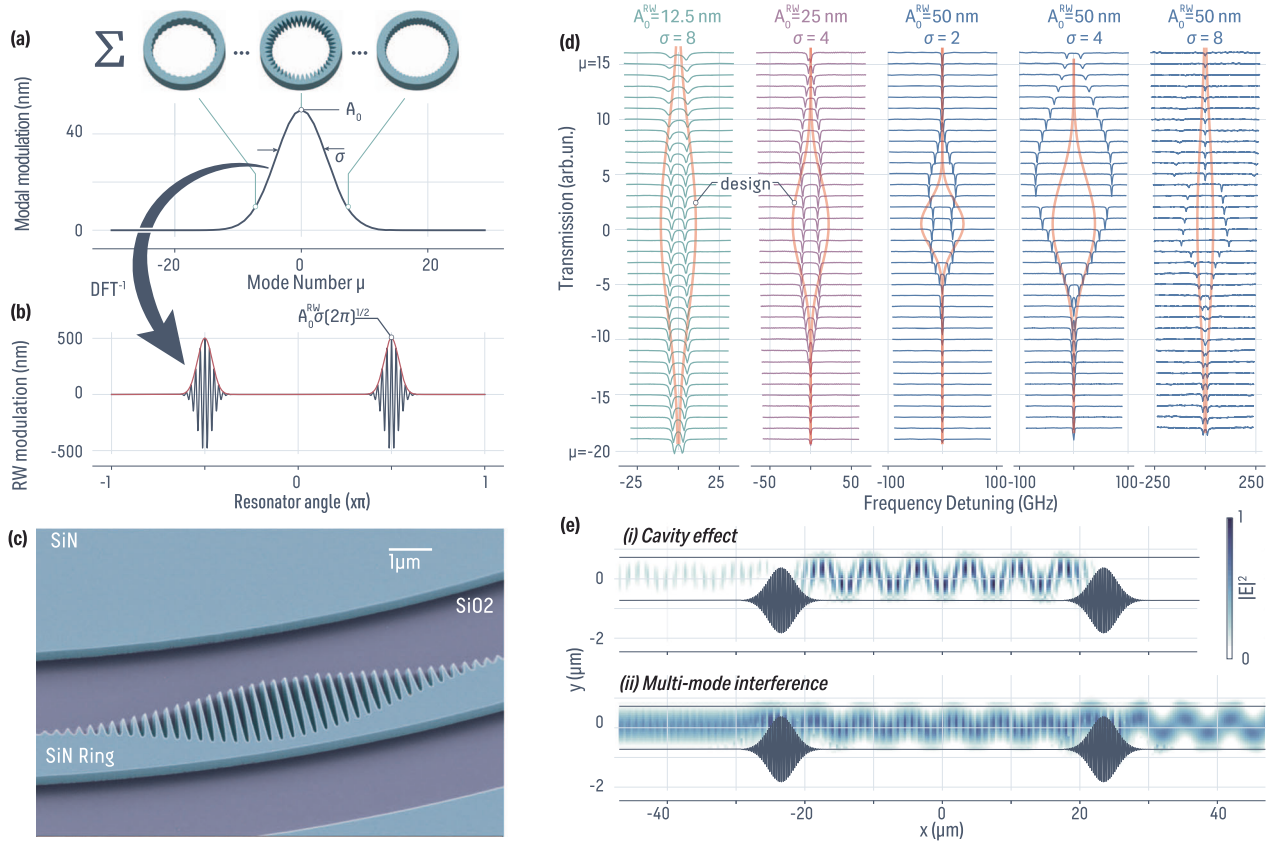 (a)
Σ
...
...
Modal modulation (nm)
40
0
A0
σ
-20
0
20
Mode Number μ
DFT-1
(b)
A0RWσ(2π)1/2
RW modulation (nm)
500
0
-500
-1
0
1
Resonator angle (xπ)
(c)
SiN
1μm
SiO2
SiN Ring
(d)
A0RW=12.5 nm
σ = 8
A0RW=25 nm
σ = 4
A0RW=50 nm
σ = 2
A0RW=50 nm
σ = 4
A0RW=50 nm
σ = 8
Transmission (arb.un.)
μ=15
10
5
0
-5
-10
-15
μ=-20
design
-25
25
-50
50
-100
100
-100
100
-250
250
Frequency Detuning (GHz)
(e)
(i) Cavity effect
0
-2
(ii) Multi-mode interference
0
-2
y (μm)
-40
-20
0
20
40
x (μm)
1
0
|E|2